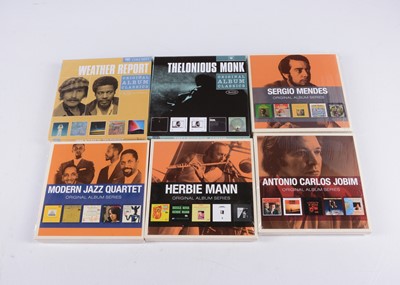 WEATHER REPORT
ORIGINAL
ALBUM
CLASSICS
THELONIOUS MONK
ORIGINAL
ALBUM
CLASSICS
SERGIO MENDES
ORIGINAL ALBUM SERIES
MODERN JAZZ QUARTET
ORIGINAL ALBUM SERIES
HERBIE MANN
ORIGINAL ALBUM SERIES
ANTONIO CARLOS JOBIM
ORIGINAL ALBUM SERIES